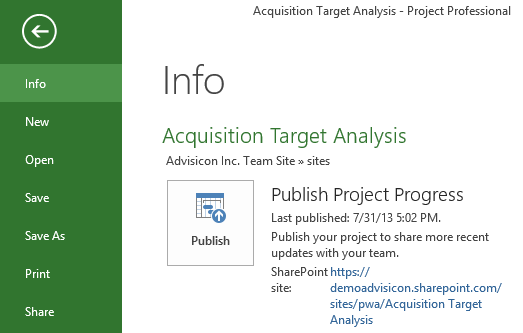 Acquisition Target Analysis - Project Professional
Info
New
Open
Save
Save As
Print
Share
Info
Acquisition Target Analysis
Advisicon Inc. Team Site » sites
Publish
Publish Project Progress
Last published: 7/31/13 5:02 PM.
Publish your project to share more recent
updates with your team.
SharePoint https://
site: demoadvisicon.sharepoint.com/
sites/pwa/Acquisition Target
Analysis